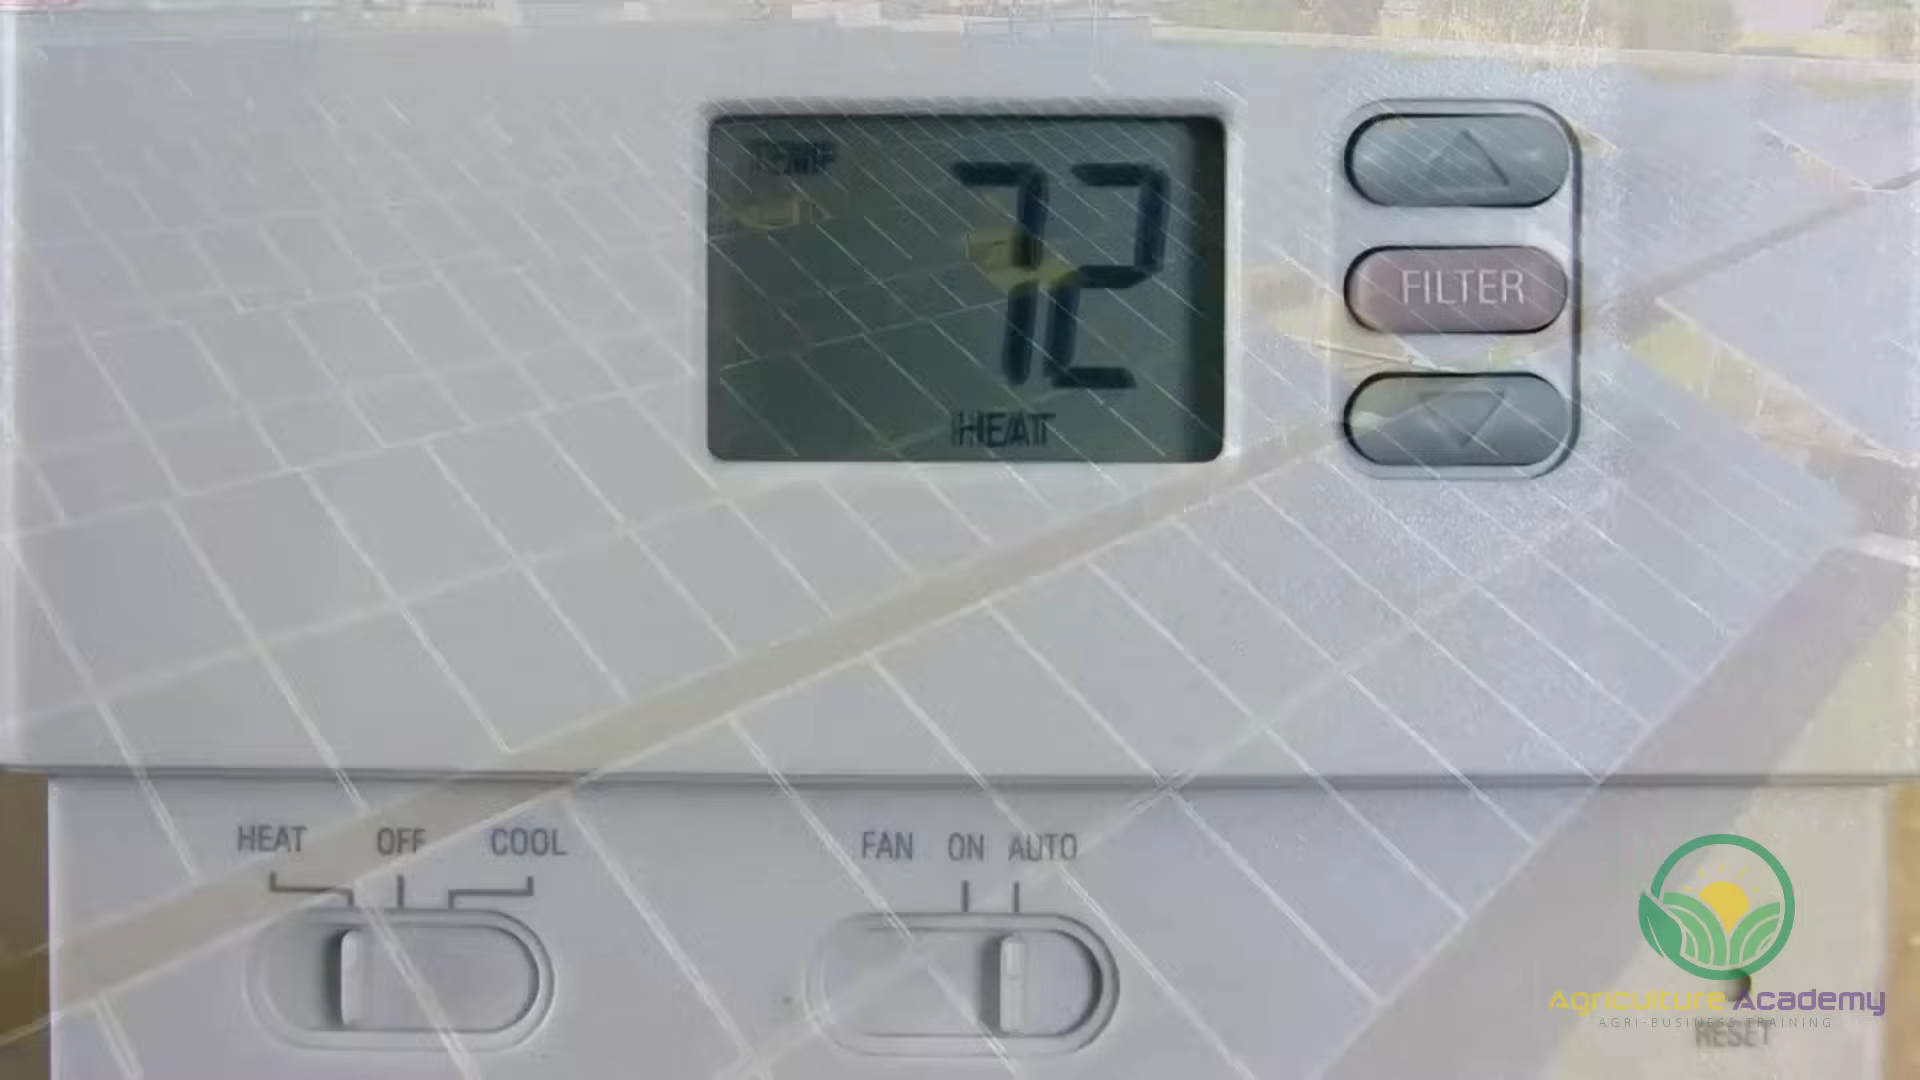 TEMP
72
HEAT
FILTER
HEAT OFF COOL
FAN ON AUTO
Agriculture Academy
AGRI-BUSINESS TRAINING
RESET